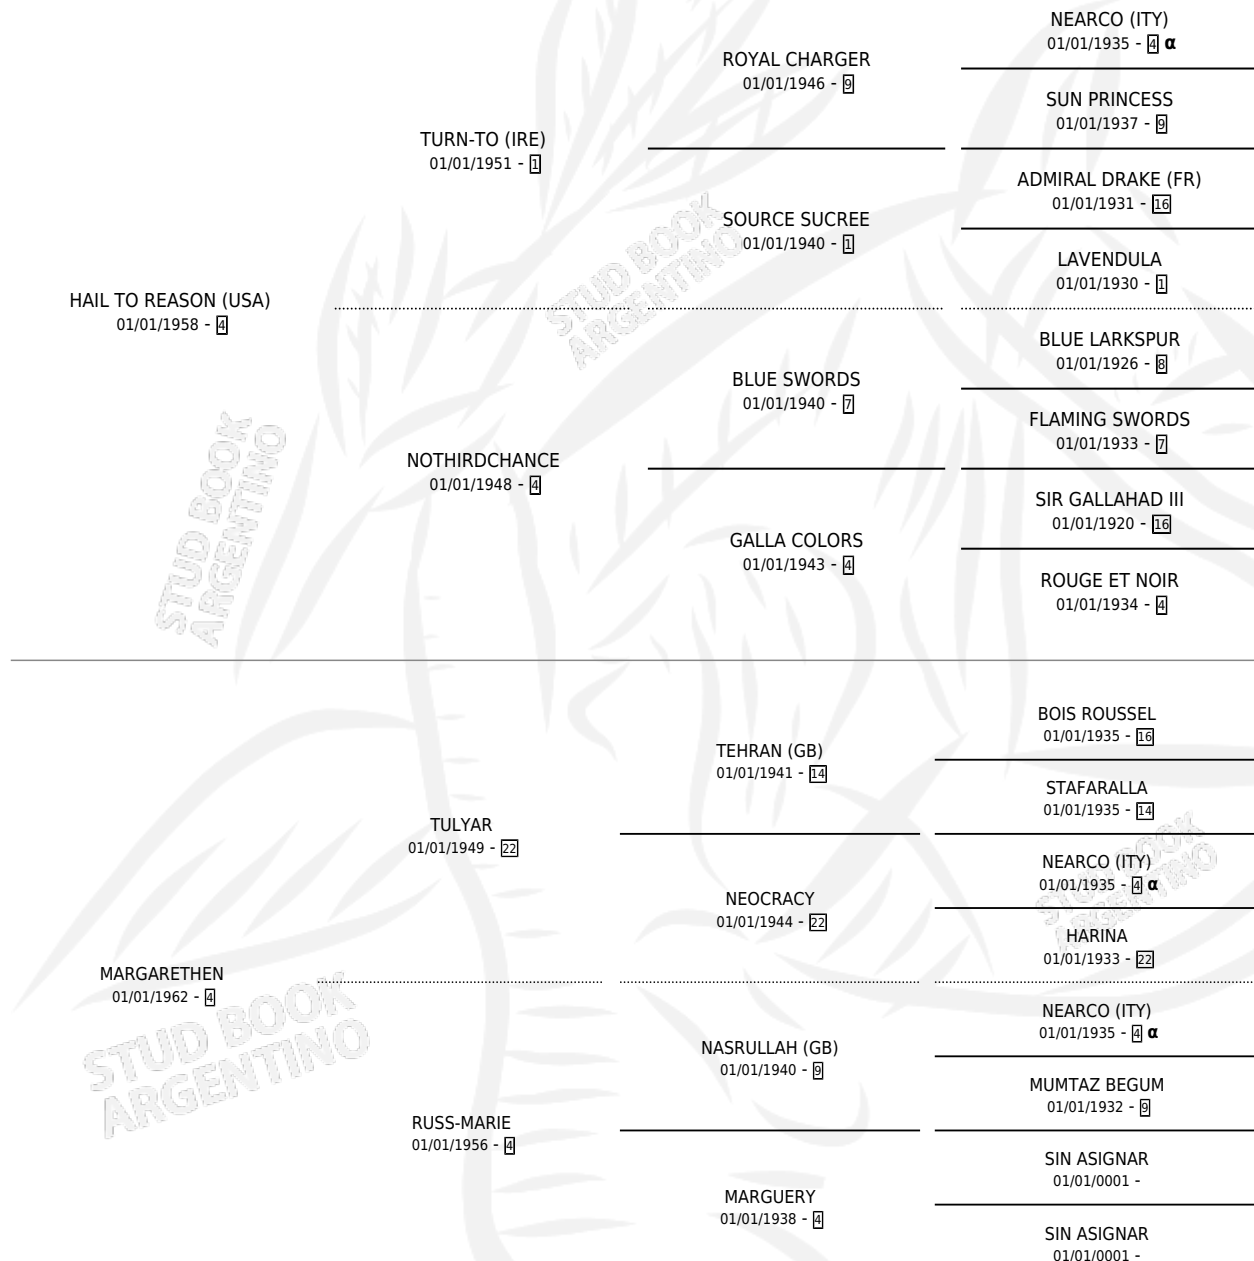 NEARCO (ITY)
01/01/1935 - 4 α
ROYAL CHARGER
01/01/1946 - 9
SUN PRINCESS
01/01/1937 - 9
TURN-TO (IRE)
01/01/1951 - 1
ADMIRAL DRAKE (FR)
01/01/1931 - 16
SOURCE SUCREE
01/01/1940 - 1
LAVENDULA
01/01/1930 - 1
HAIL TO REASON (USA)
01/01/1958 - 4
BLUE LARKSPUR
01/01/1926 - 8
BLUE SWORDS
01/01/1940 - 7
FLAMING SWORDS
01/01/1933 - 7
NOTHIRDCHANCE
01/01/1948 - 4
SIR GALLAHAD III
01/01/1920 - 16
GALLA COLORS
01/01/1943 - 4
ROUGE ET NOIR
01/01/1934 - 4
BOIS ROUSSEL
01/01/1935 - 16
TEHRAN (GB)
01/01/1941 - 14
STAFARALLA
01/01/1935 - 14
TULYAR
01/01/1949 - 22
NEARCO (ITY)
01/01/1935 - 4 α
NEOCRACY
01/01/1944 - 22
HARINA
01/01/1933 - 22
MARGARETHEN
01/01/1962 - 4
NEARCO (ITY)
01/01/1935 - 4 α
NASRULLAH (GB)
01/01/1940 - 9
MUMTAZ BEGUM
01/01/1932 - 9
RUSS-MARIE
01/01/1956 - 4
SIN ASIGNAR
01/01/0001 -
MARGUERY
01/01/1938 - 4
SIN ASIGNAR
01/01/0001 -
STUD BOOK
ARGENTINO
STUD BOOK
ARGENTINO
STUD BOOK
ARGENTINO
STUD BOOK
ARGENTINO